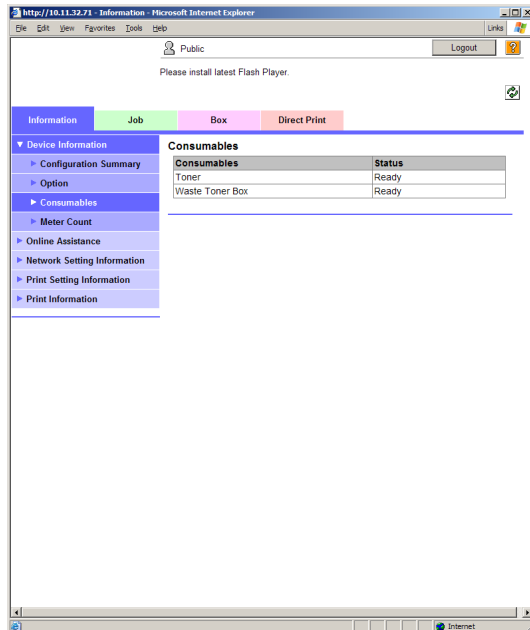 http://10.11.32.71 - Information - Microsoft Internet Explorer
File Edit View Favorites Tools Help Links
Public Logout ?
Please install latest Flash Player.
Information Job Box Direct Print
Device Information
Configuration Summary
Option
Consumables
Meter Count
Online Assistance
Network Setting Information
Print Setting Information
Print Information
Consumables
Consumables Status
Toner Ready
Waste Toner Box Ready
Internet